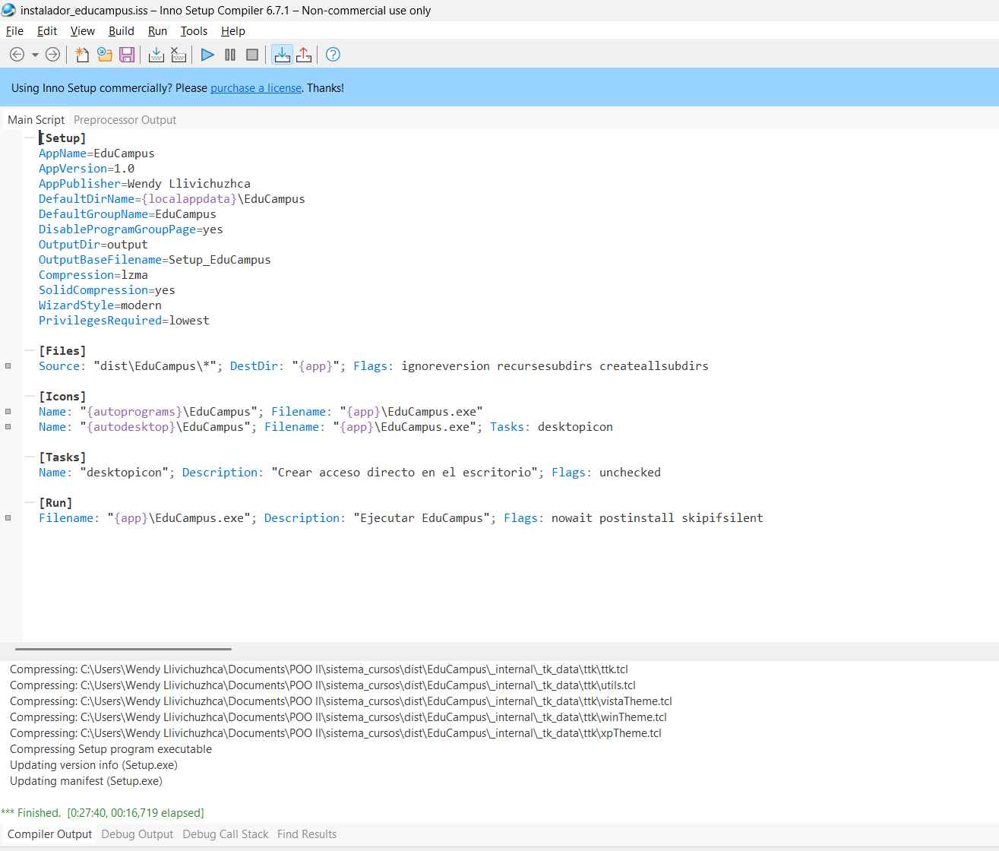 instalador_educampus.iss – Inno Setup Compiler 6.7.1 – Non-commercial use only
File Edit View Build Run Tools Help
Using Inno Setup commercially? Please purchase a license. Thanks!
Main Script Preprocessor Output
[Setup]
AppName=EduCampus
AppVersion=1.0
AppPublisher=Wendy Llivichuzhca
DefaultDirName={localappdata}\EduCampus
DefaultGroupName=EduCampus
DisableProgramGroupPage=yes
OutputDir=output
OutputBaseFilename=Setup_EduCampus
Compression=lzma
SolidCompression=yes
WizardStyle=modern
PrivilegesRequired=lowest
[Files]
Source: "dist\EduCampus\*"; DestDir: "{app}"; Flags: ignoreversion recursesubdirs createallsubdirs
[Icons]
Name: "{autoprograms}\EduCampus"; Filename: "{app}\EduCampus.exe"
Name: "{autodesktop}\EduCampus"; Filename: "{app}\EduCampus.exe"; Tasks: desktopicon
[Tasks]
Name: "desktopicon"; Description: "Crear acceso directo en el escritorio"; Flags: unchecked
[Run]
Filename: "{app}\EduCampus.exe"; Description: "Ejecutar EduCampus"; Flags: nowait postinstall skipifsilent
Compressing: C:\Users\Wendy Llivichuzhca\Documents\POO II\sistema_cursos\dist\EduCampus\_internal\_tk_data\ttk\ttk.tcl
Compressing: C:\Users\Wendy Llivichuzhca\Documents\POO II\sistema_cursos\dist\EduCampus\_internal\_tk_data\ttk\utils.tcl
Compressing: C:\Users\Wendy Llivichuzhca\Documents\POO II\sistema_cursos\dist\EduCampus\_internal\_tk_data\ttk\vistaTheme.tcl
Compressing: C:\Users\Wendy Llivichuzhca\Documents\POO II\sistema_cursos\dist\EduCampus\_internal\_tk_data\ttk\winTheme.tcl
Compressing: C:\Users\Wendy Llivichuzhca\Documents\POO II\sistema_cursos\dist\EduCampus\_internal\_tk_data\ttk\xpTheme.tcl
Compressing Setup program executable
Updating version info (Setup.exe)
Updating manifest (Setup.exe)
*** Finished. [0:27:40, 00:16,719 elapsed]
Compiler Output Debug Output Debug Call Stack Find Results